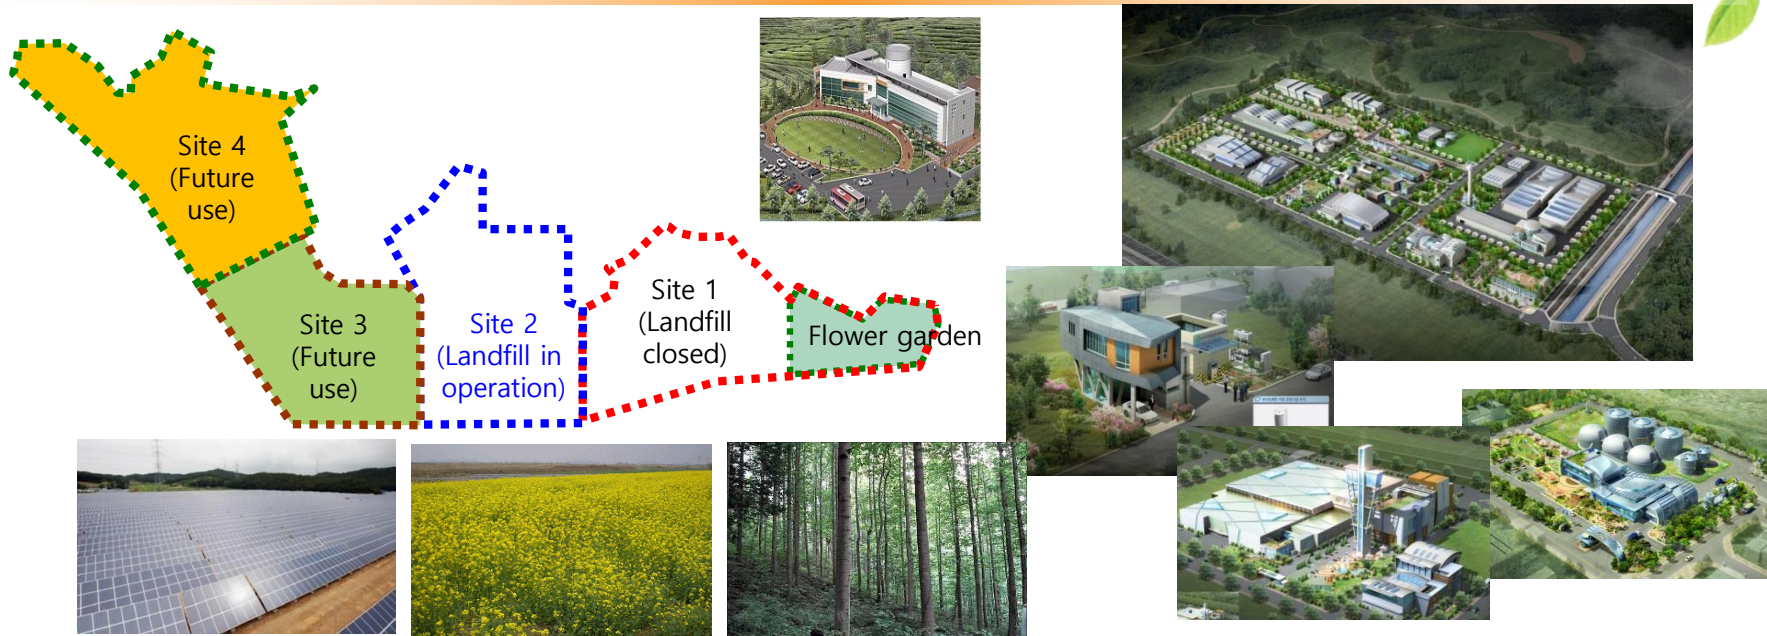 Site 4
(Future
use)
Site 3
(Future
use)
Site 2
(Landfill in
operation)
Site 1
(Landfill
closed)
Flower garden